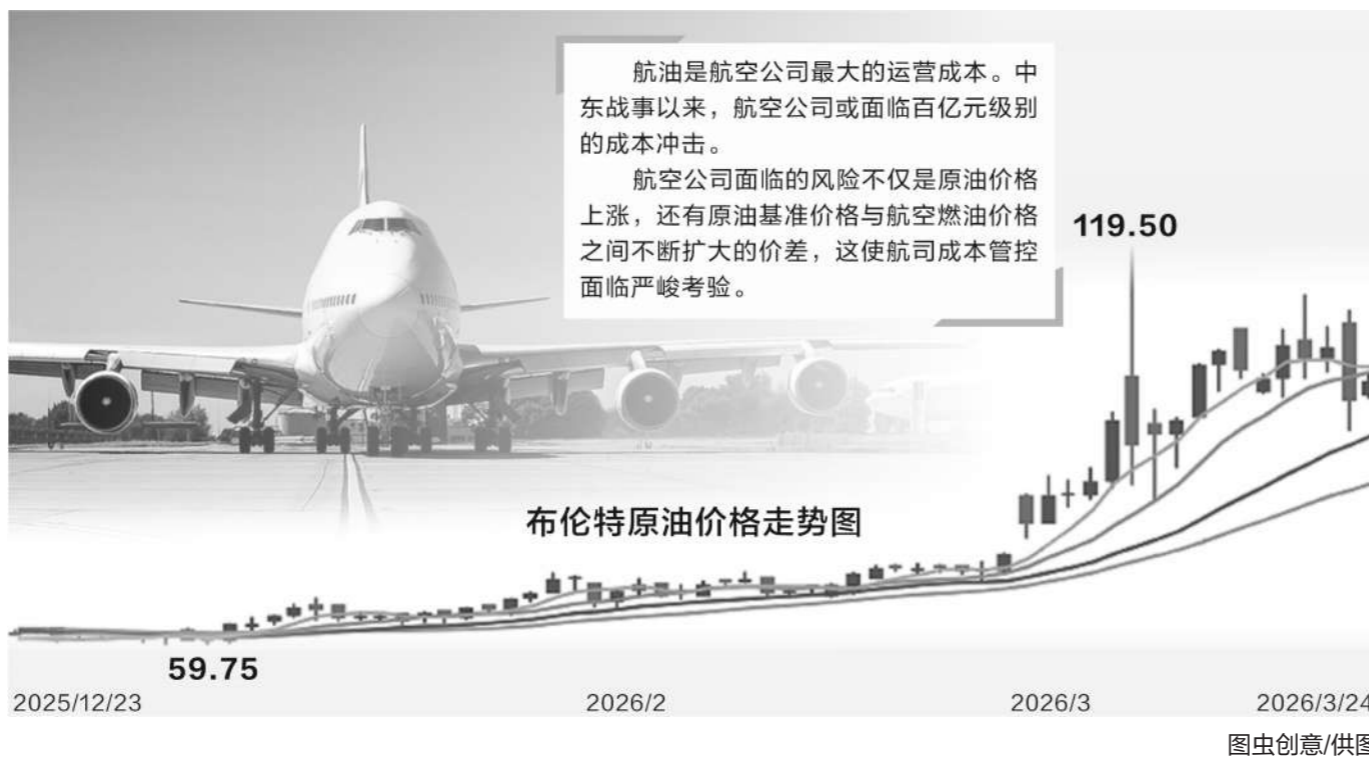 航油是航空公司最大的运营成本。中
东战事以来，航空公司或面临百亿元级别
的成本冲击。
航空公司面临的风险不仅是原油价格
上涨，还有原油基准价格与航空燃油价格
之间不断扩大的价差，这使航司成本管控
面临严峻考验。
119.50
布伦特原油价格走势图
59.75
2025/12/23
2026/2
2026/3
2026/3/24
图虫创意/供图